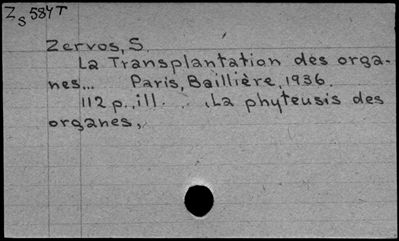 Zs 584T
Zervos, S.
La Transplantation des orga-
nes... Paris, Baillière, 1936.
112 p., ill. . . , La phyteusis des
organes,